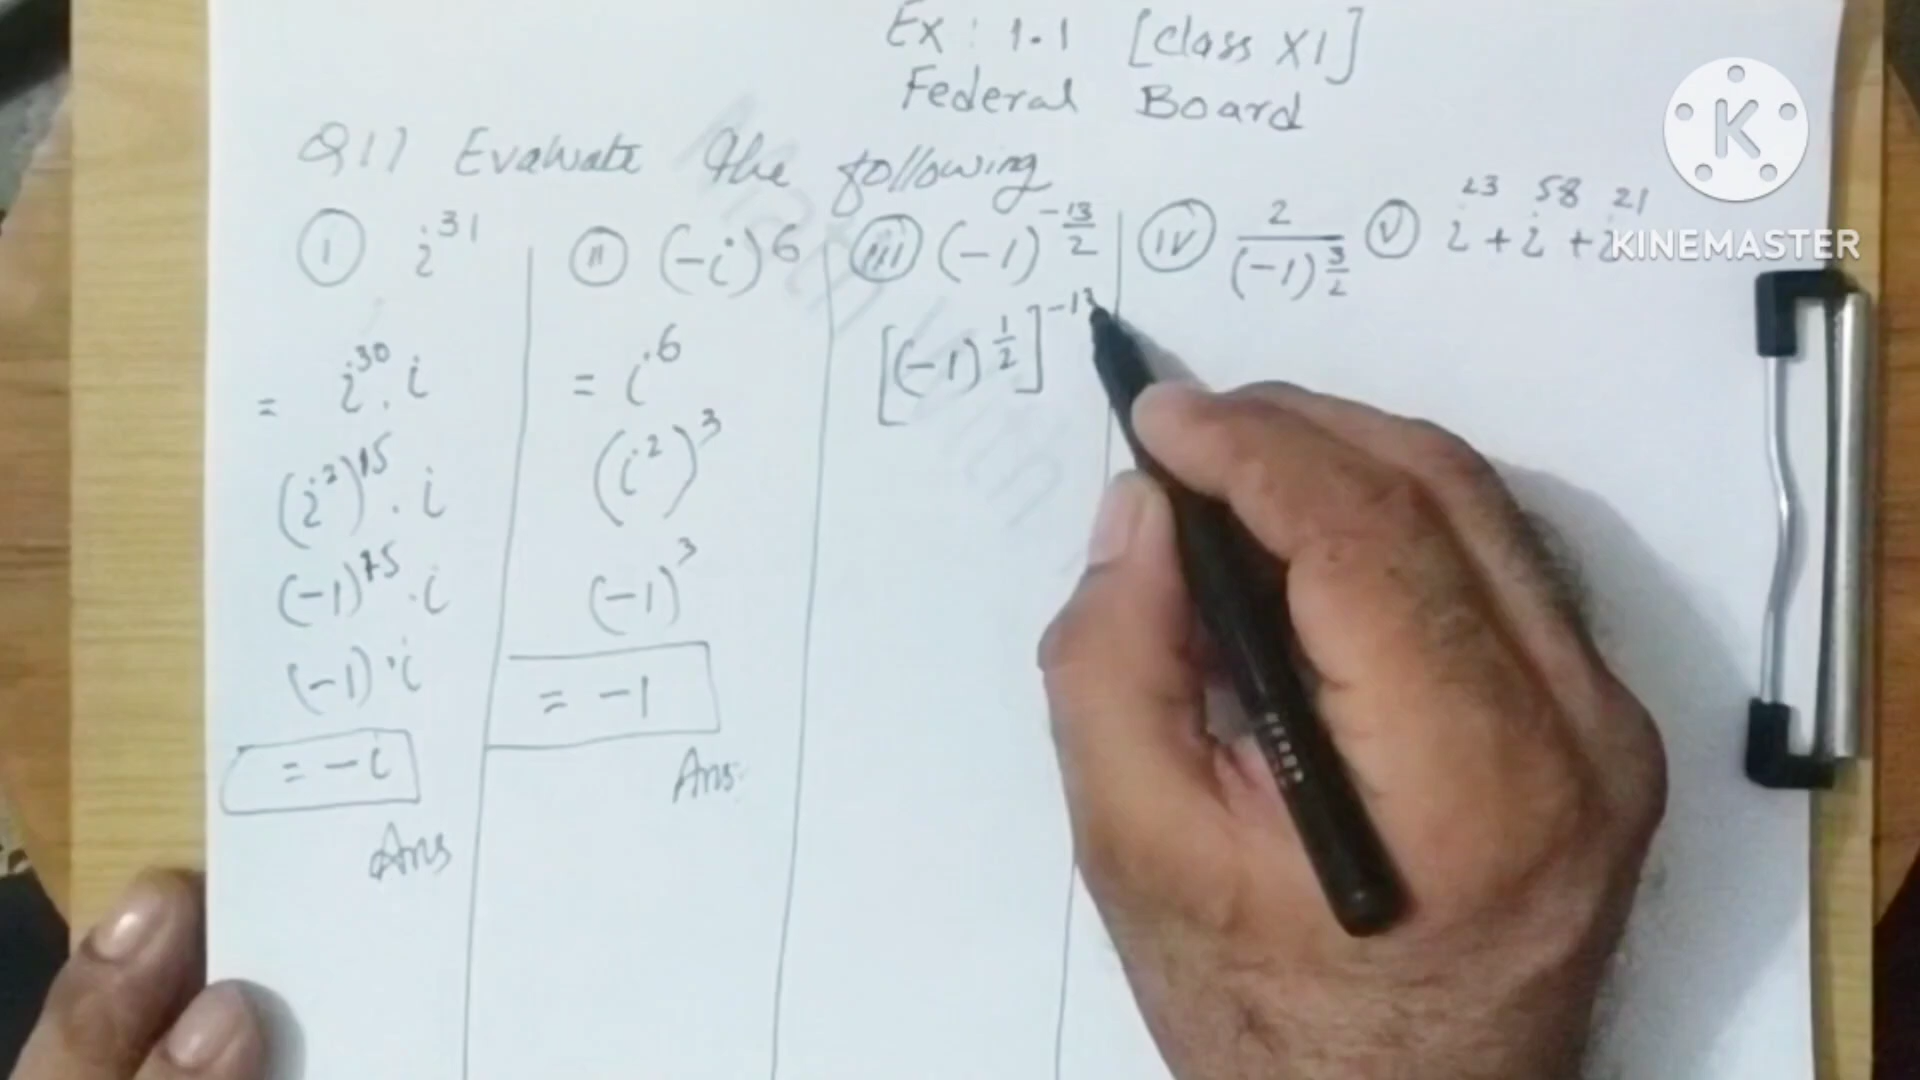 Ex : 1.1 [class XI]
Federal Board
Q1) Evaluate the following
(i) i^31
(ii) (-i)^6
(iii) (-1)^{-13/2}
(iv) 2/(-1)^{3/2}
(v) i^23 + i^58 + i^21
= i^30 . i
(i^2)^15 . i
(-1)^15 . i
(-1) . i
= -i
Ans
= i^6
(i^2)^3
(-1)^3
= -1
Ans
[(-1)^{1/2}]^{-13}
K
KINEMASTER